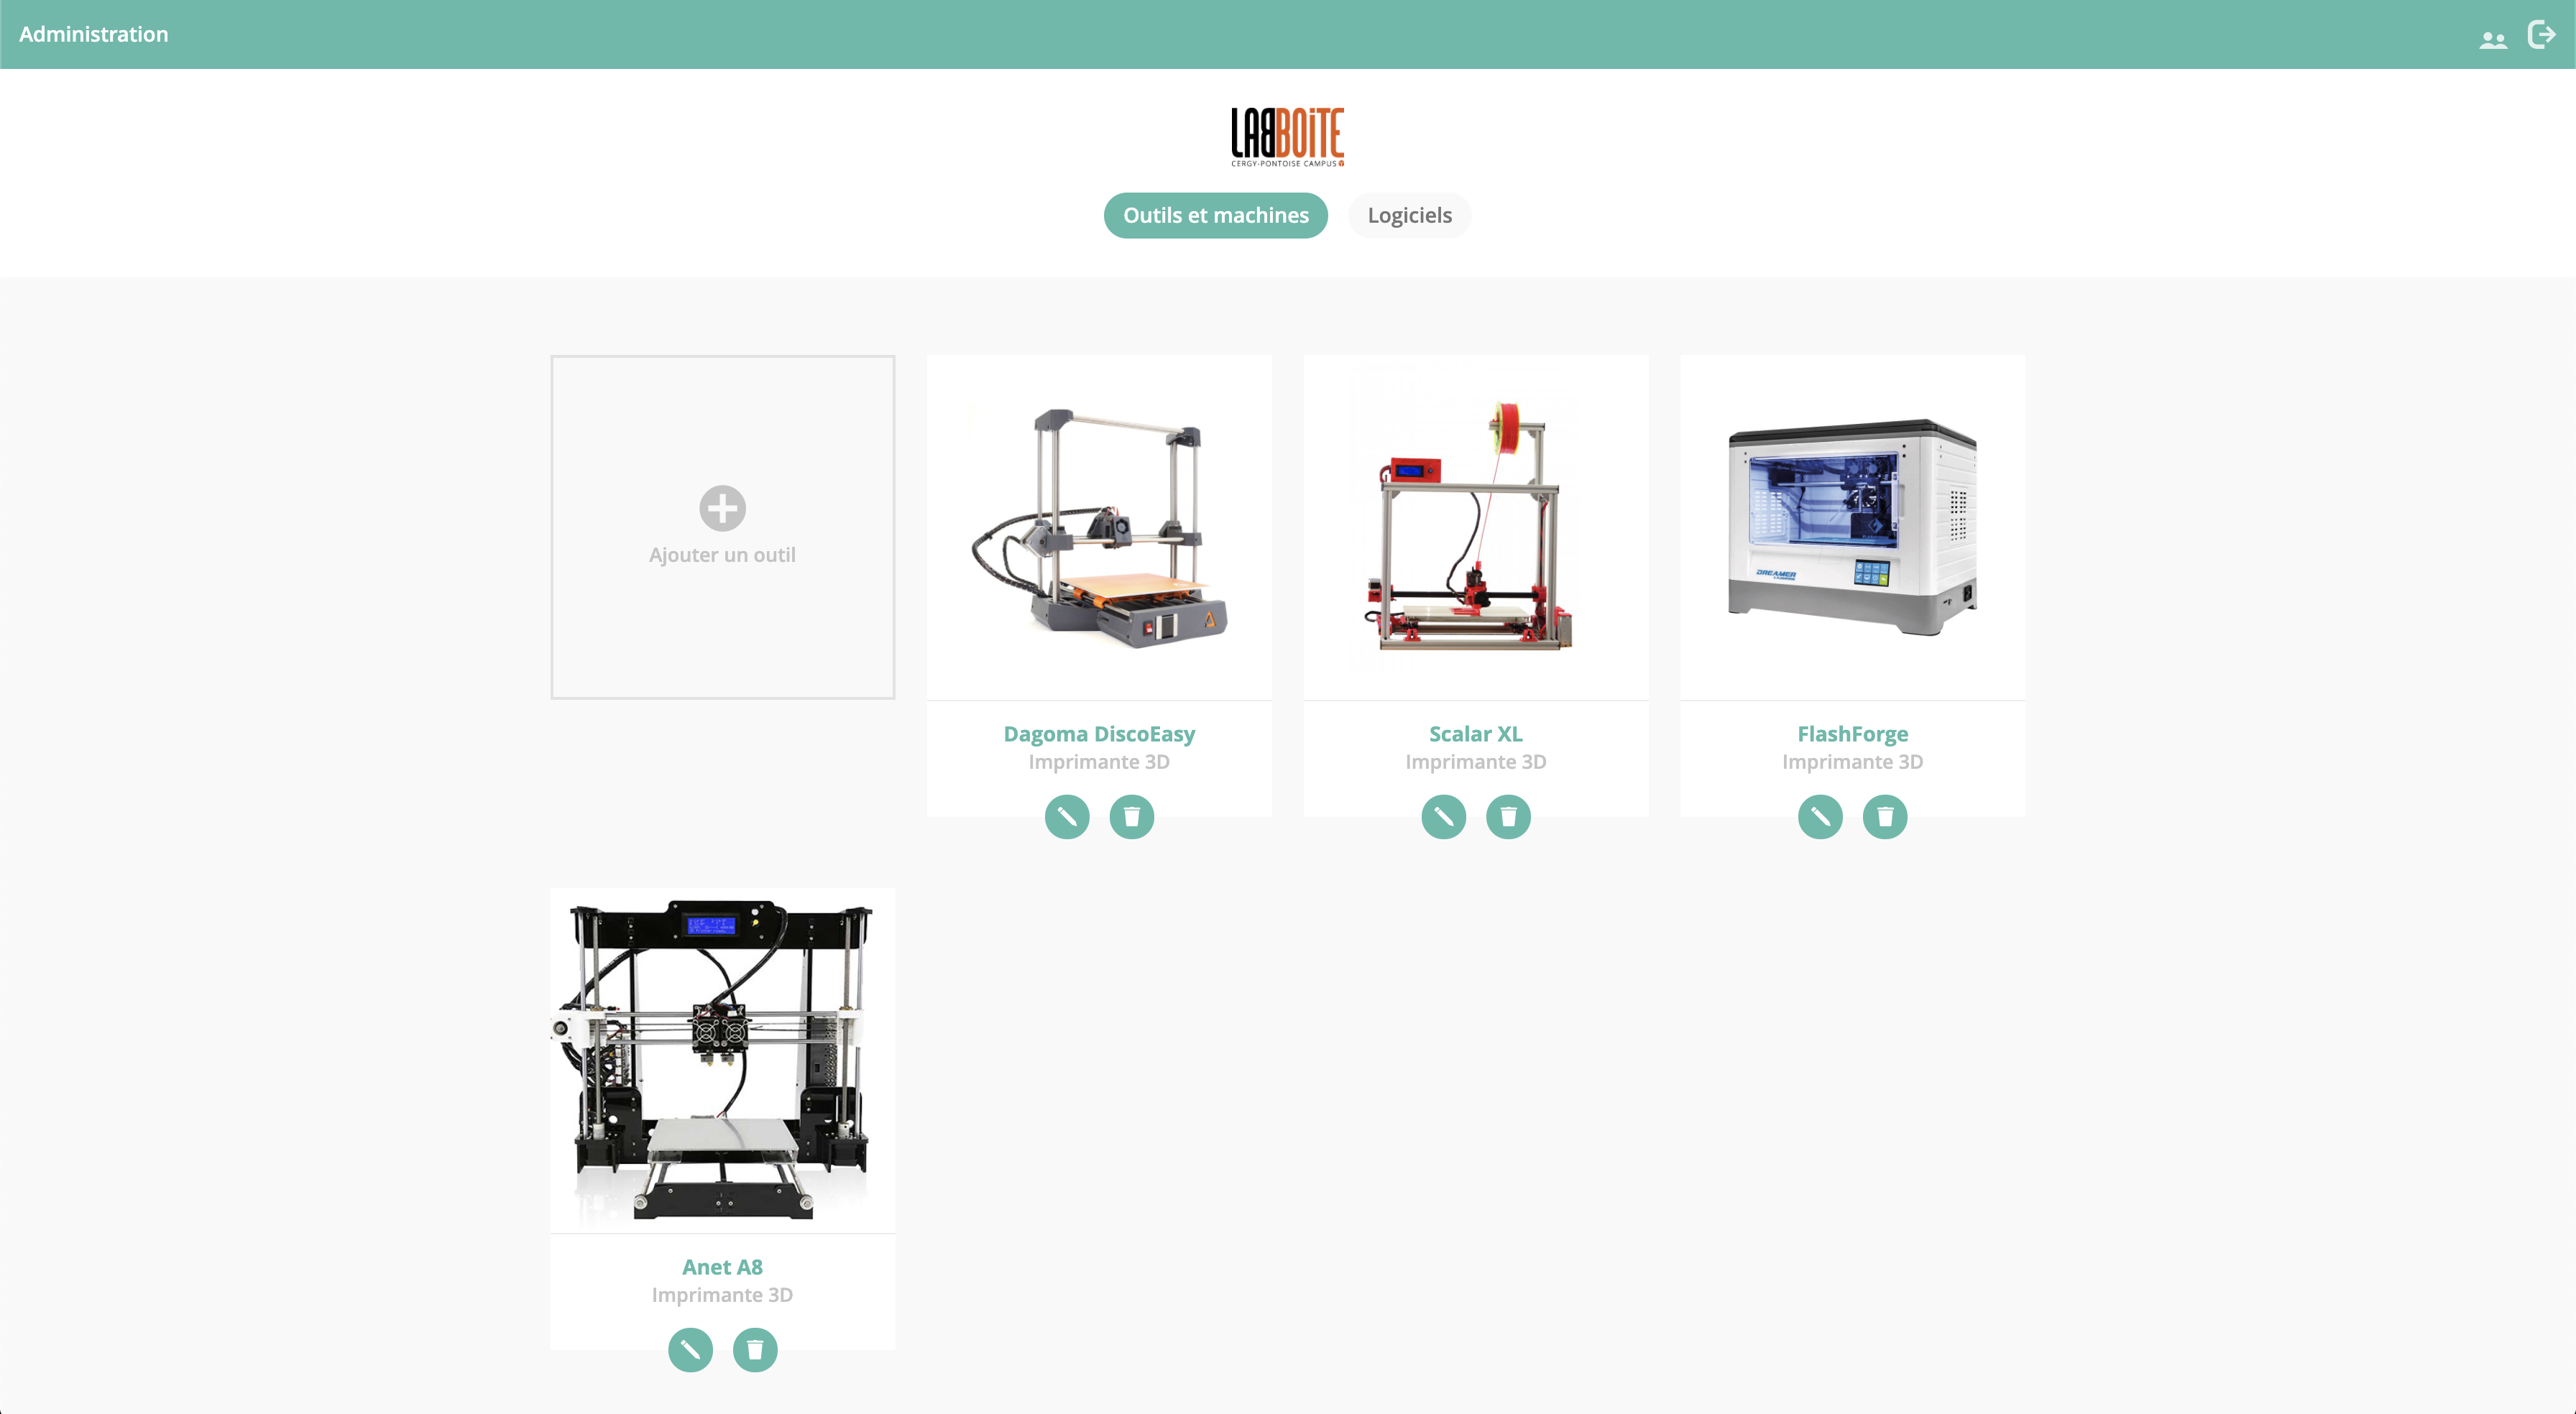 Administration
LABBOiTE
CERGY-PONTOISE CAMPUS
Outils et machines
Logiciels
Ajouter un outil
DREAMER
Dagoma DiscoEasy
Imprimante 3D
Scalar XL
Imprimante 3D
FlashForge
Imprimante 3D
Anet A8
Imprimante 3D